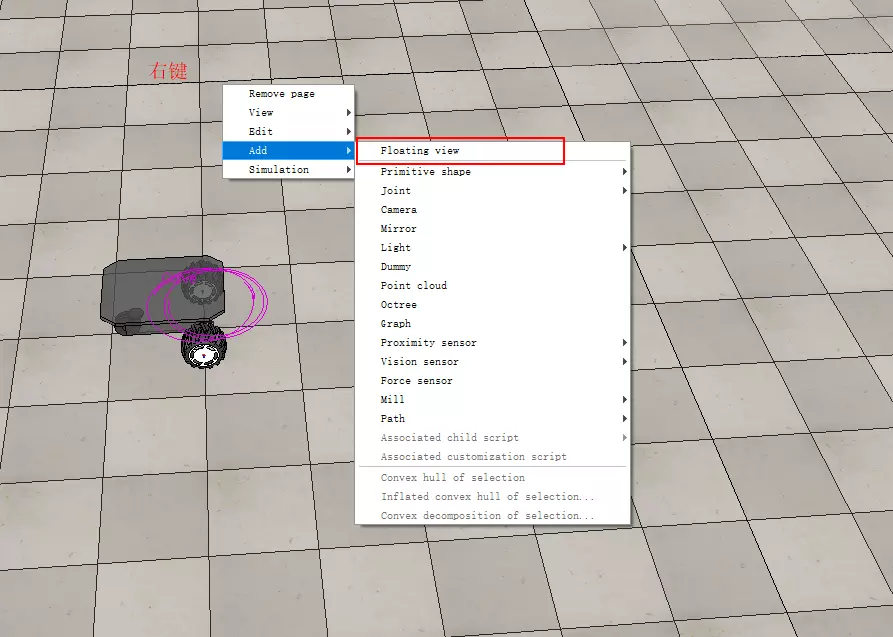 右键
Remove page
View
Edit
Add
Simulation
Floating view
Primitive shape
Joint
Camera
Mirror
Light
Dummy
Point cloud
Octree
Graph
Proximity sensor
Vision sensor
Force sensor
Mill
Path
Associated child script
Associated customization script
Convex hull of selection
Inflated convex hull of selection...
Convex decomposition of selection...